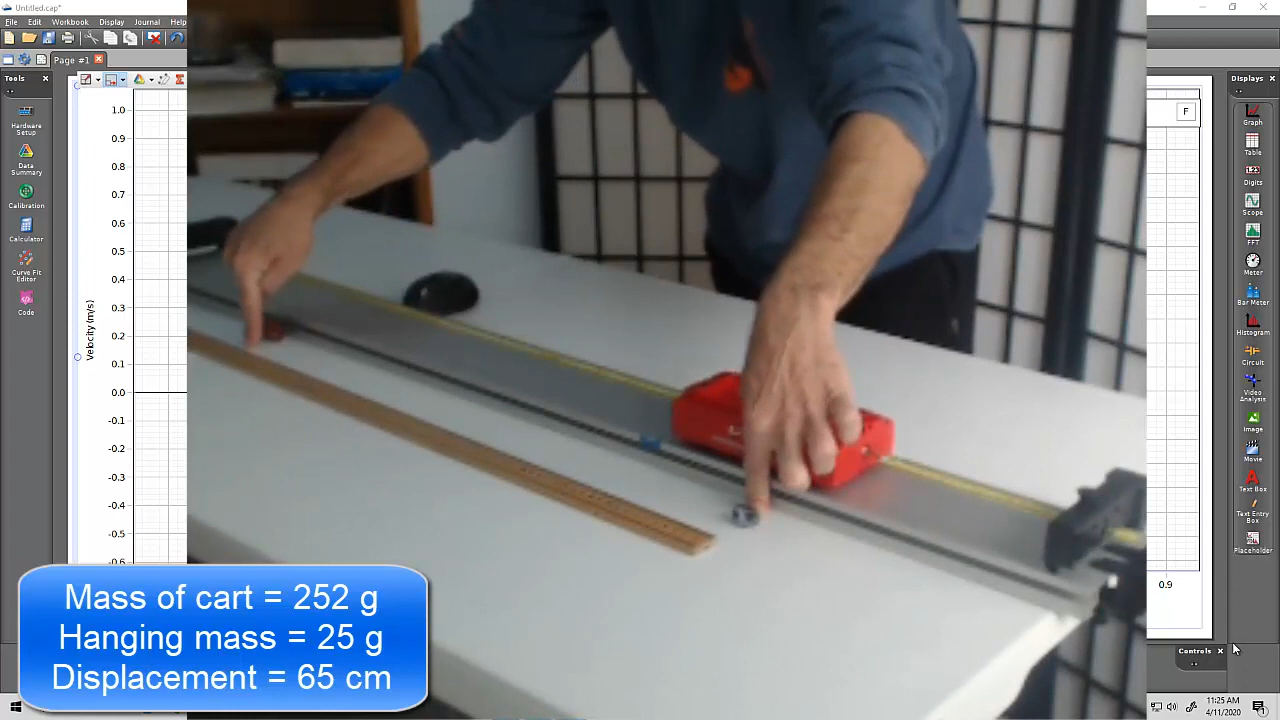 Untitled.cap*
File Edit Workbook Display Journal Help
Page #1
Tools
Displays
Hardware Setup
Data Summary
Calibration
Calculator
Curve Fit Editor
Code
1.0
0.9
0.8
0.7
0.6
0.5
0.4
0.3
0.2
0.1
0.0
-0.1
-0.2
-0.3
-0.4
-0.5
-0.6
Velocity (m/s)
F
0.9
Graph
Table
1.23
Digits
Scope
FFT
Meter
Bar Meter
Histogram
Circuit
Video Analysis
Image
Movie
Text Box
Text Entry Box
Placeholder
Controls
Mass of cart = 252 g
Hanging mass = 25 g
Displacement = 65 cm
11:25 AM
4/11/2020